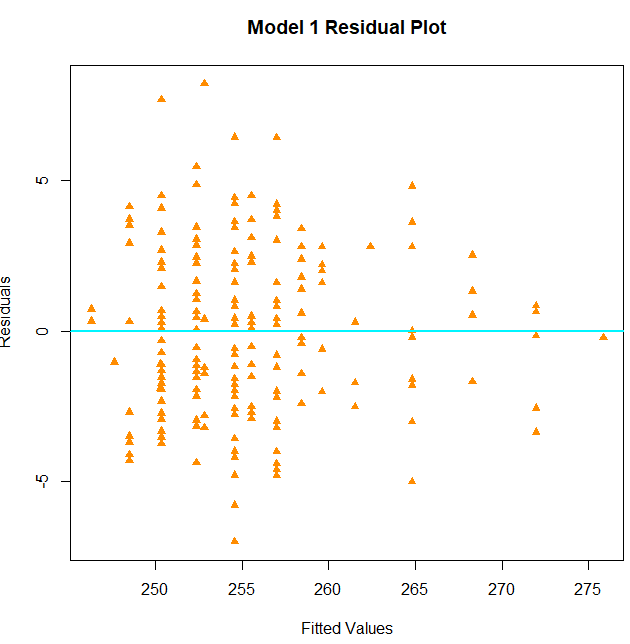 Model 1 Residual Plot
Residuals
5
0
-5
250 255 260 265 270 275
Fitted Values